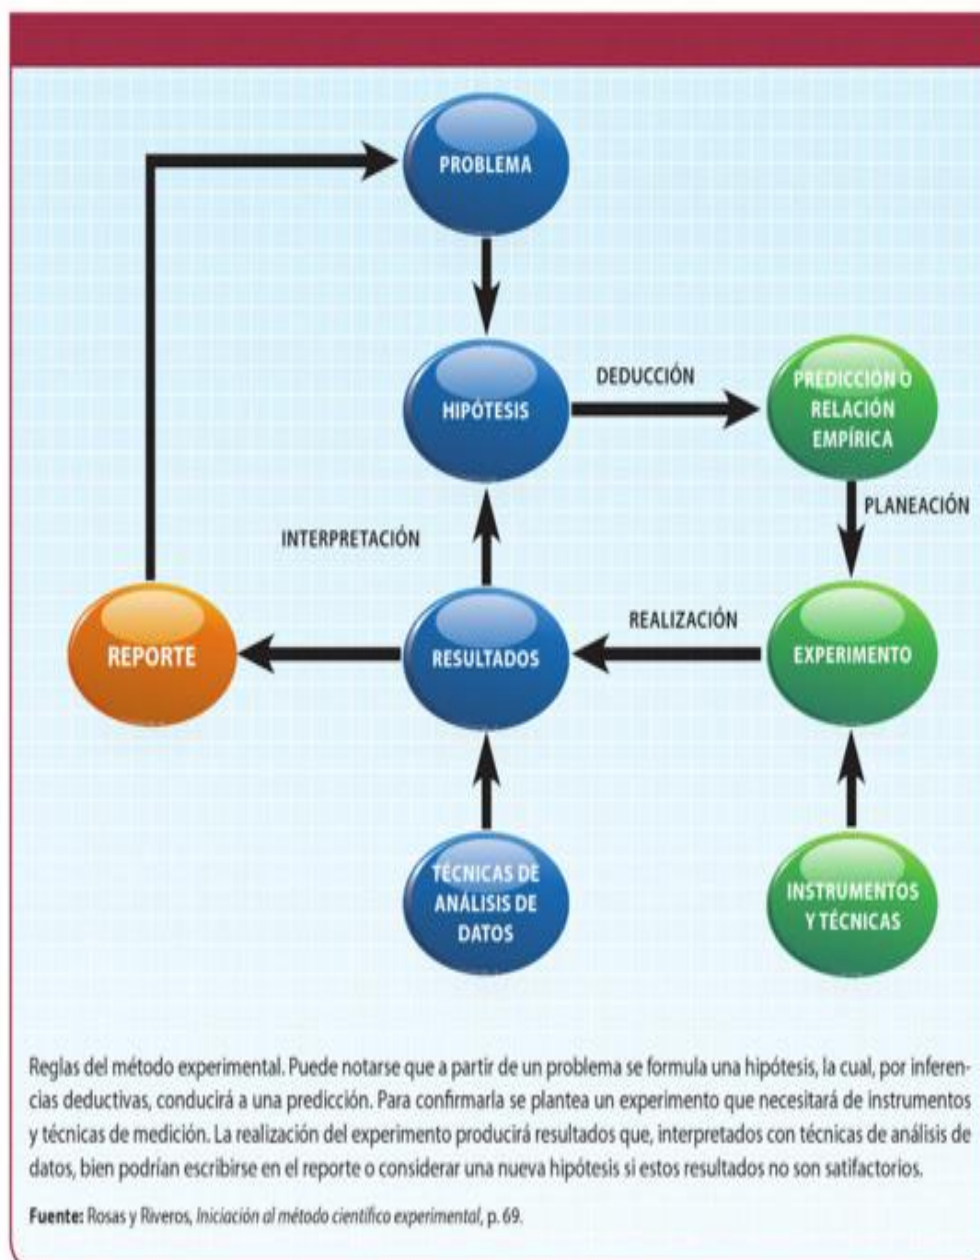 PROBLEMA
HIPÓTESIS
DEDUCCIÓN
PREDICCIÓN O
RELACIÓN
EMPÍRICA
PLANEACIÓN
INTERPRETACIÓN
REALIZACIÓN
REPORTE
RESULTADOS
EXPERIMENTO
TÉCNICAS DE
ANÁLISIS DE
DATOS
INSTRUMENTOS
Y TÉCNICAS
Reglas del método experimental. Puede notarse que a partir de un problema se formula una hipótesis, la cual, por inferen-
cias deductivas, conducirá a una predicción. Para confirmarla se plantea un experimento que necesitará de instrumentos
y técnicas de medición. La realización del experimento producirá resultados que, interpretados con técnicas de análisis de
datos, bien podrían escribirse en el reporte o considerar una nueva hipótesis si estos resultados no son satifactorios.
Fuente: Rosas y Riveros, Iniciación al método científico experimental, p. 69.